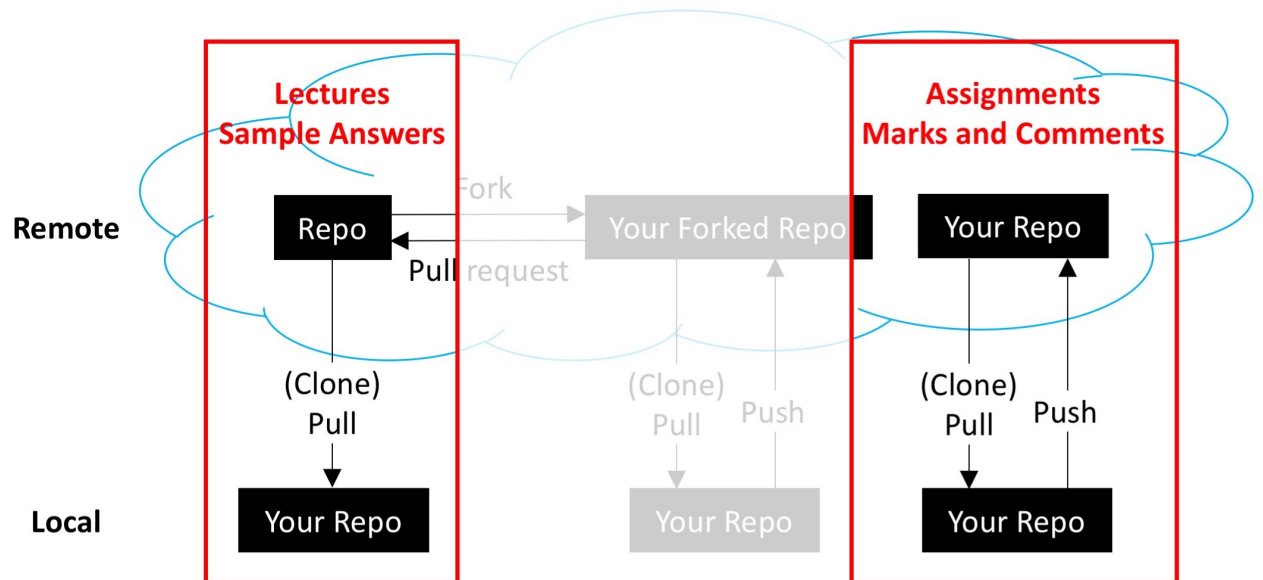 Lectures
Sample Answers
Assignments
Marks and Comments
Remote
Repo
Fork
Pull request
Your Forked Repo
Your Repo
(Clone)
Pull
(Clone)
Pull
Push
(Clone)
Pull
Push
Local
Your Repo
Your Repo
Your Repo